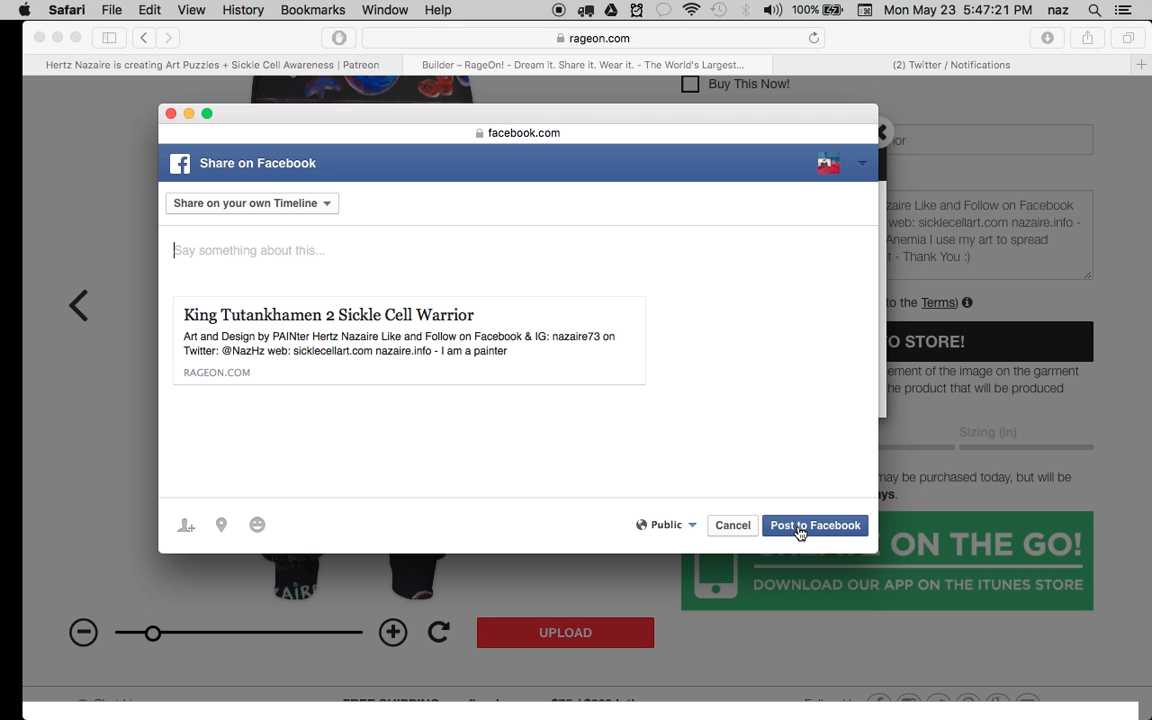 Safari File Edit View History Bookmarks Window Help 100% Mon May 23 5:47:21 PM naz
rageon.com
Hertz Nazaire is creating Art Puzzles + Sickle Cell Awareness | Patreon
Builder – RageOn! - Dream it. Share it. Wear it. - The World's Largest...
(2) Twitter / Notifications
Buy This Now!
facebook.com
Share on Facebook
Share on your own Timeline
Say something about this...
King Tutankhamen 2 Sickle Cell Warrior
Art and Design by PAINter Hertz Nazaire Like and Follow on Facebook & IG: nazaire73 on
Twitter: @NazHz web: sicklecellart.com nazaire.info - I am a painter
RAGEON.COM
Public
Cancel
Post to Facebook
zaire Like and Follow on Facebook
web: sicklecellart.com nazaire.info -
Anemia I use my art to spread
t - Thank You :)
to the Terms)
O STORE!
ement of the image on the garment
he product that will be produced
Sizing (in)
may be purchased today, but will be
ys.
ON THE GO!
DOWNLOAD OUR APP ON THE ITUNES STORE
UPLOAD